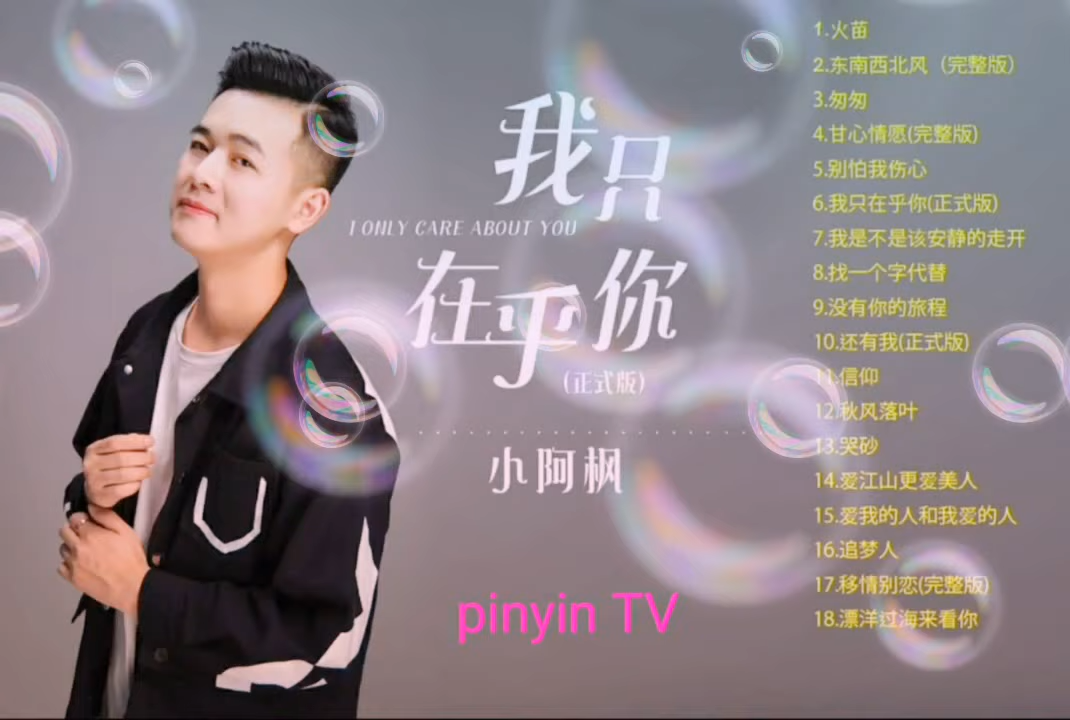 我只
I ONLY CARE ABOUT YOU
在乎你
(正式版)
小阿枫
pinyin TV
1.火苗
2.东南西北风（完整版）
3.匆匆
4.甘心情愿(完整版)
5.别怕我伤心
6.我只在乎你(正式版)
7.我是不是该安静的走开
8.找一个字代替
9.没有你的旅程
10.还有我(正式版)
11.信仰
12.秋风落叶
13.哭砂
14.爱江山更爱美人
15.爱我的人和我爱的人
16.追梦人
17.移情别恋(完整版)
18.漂洋过海来看你